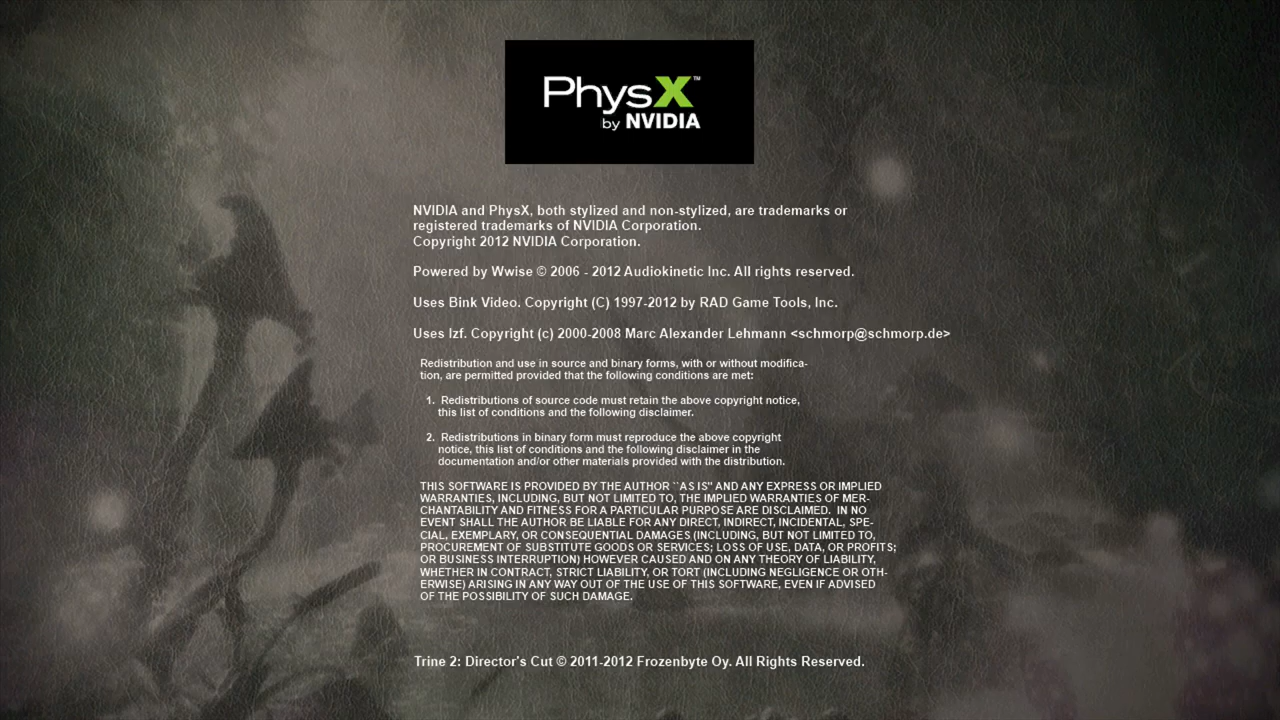 PhysX™
by NVIDIA
NVIDIA and PhysX, both stylized and non-stylized, are trademarks or
registered trademarks of NVIDIA Corporation.
Copyright 2012 NVIDIA Corporation.
Powered by Wwise © 2006 - 2012 Audiokinetic Inc. All rights reserved.
Uses Bink Video. Copyright (C) 1997-2012 by RAD Game Tools, Inc.
Uses lzf. Copyright (c) 2000-2008 Marc Alexander Lehmann <schmorp@schmorp.de>
Redistribution and use in source and binary forms, with or without modifica-
tion, are permitted provided that the following conditions are met:
1. Redistributions of source code must retain the above copyright notice,
this list of conditions and the following disclaimer.
2. Redistributions in binary form must reproduce the above copyright
notice, this list of conditions and the following disclaimer in the
documentation and/or other materials provided with the distribution.
THIS SOFTWARE IS PROVIDED BY THE AUTHOR ``AS IS'' AND ANY EXPRESS OR IMPLIED
WARRANTIES, INCLUDING, BUT NOT LIMITED TO, THE IMPLIED WARRANTIES OF MER-
CHANTABILITY AND FITNESS FOR A PARTICULAR PURPOSE ARE DISCLAIMED. IN NO
EVENT SHALL THE AUTHOR BE LIABLE FOR ANY DIRECT, INDIRECT, INCIDENTAL, SPE-
CIAL, EXEMPLARY, OR CONSEQUENTIAL DAMAGES (INCLUDING, BUT NOT LIMITED TO,
PROCUREMENT OF SUBSTITUTE GOODS OR SERVICES; LOSS OF USE, DATA, OR PROFITS;
OR BUSINESS INTERRUPTION) HOWEVER CAUSED AND ON ANY THEORY OF LIABILITY,
WHETHER IN CONTRACT, STRICT LIABILITY, OR TORT (INCLUDING NEGLIGENCE OR OTH-
ERWISE) ARISING IN ANY WAY OUT OF THE USE OF THIS SOFTWARE, EVEN IF ADVISED
OF THE POSSIBILITY OF SUCH DAMAGE.
Trine 2: Director's Cut © 2011-2012 Frozenbyte Oy. All Rights Reserved.